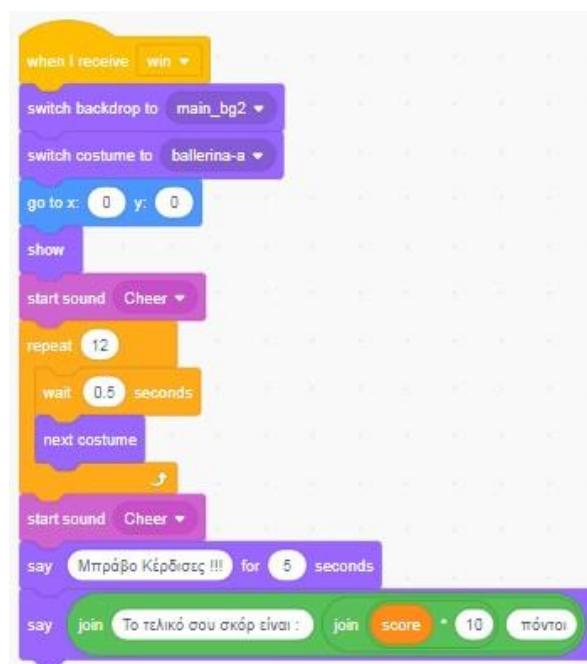 when I receive win
switch backdrop to main_bg2
switch costume to ballerina-a
go to x: 0 y: 0
show
start sound Cheer
repeat 12
wait 0.5 seconds
next costume
start sound Cheer
say Μπράβο Κέρδισες !!! for 5 seconds
say join Το τελικό σου σκόρ είναι : join score * 10 πόντοι